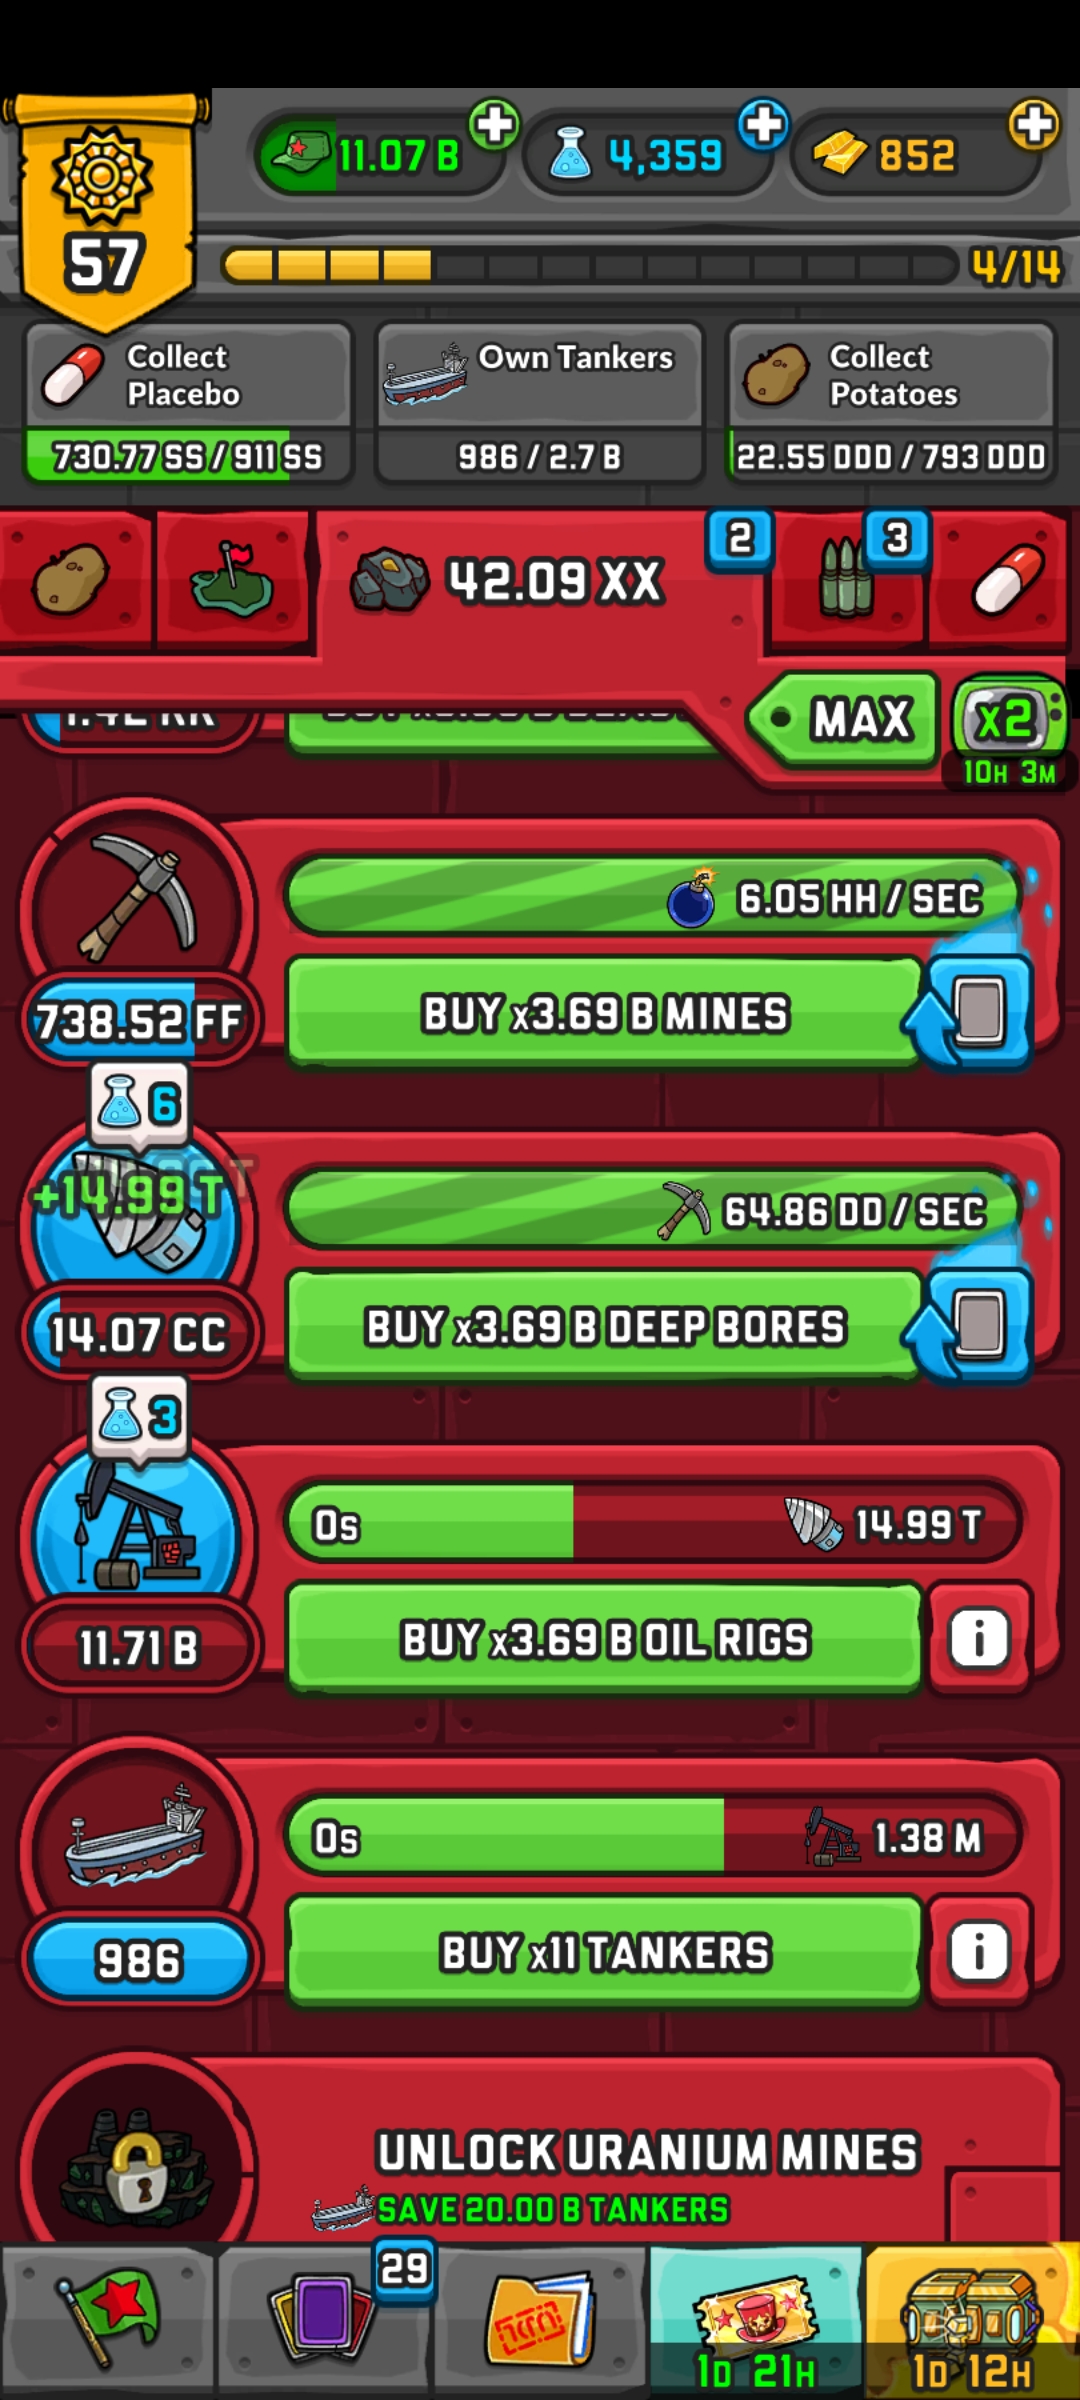 11.07 B
4,359
852
57
4/14
Collect
Placebo
730.77 SS / 911 SS
Own Tankers
986 / 2.7 B
Collect
Potatoes
22.55 DDD / 793 DDD
42.09 XX
2
3
MAX
x2
10H 3M
6.05 HH / SEC
BUY x3.69 B MINES
738.52 FF
6
+14.99 T
64.86 DD / SEC
BUY x3.69 B DEEP BORES
14.07 CC
3
0s
14.99 T
BUY x3.69 B OIL RIGS
i
11.71 B
0s
1.38 M
BUY x11 TANKERS
i
986
UNLOCK URANIUM MINES
SAVE 20.00 B TANKERS
29
1D 21H
1D 12H